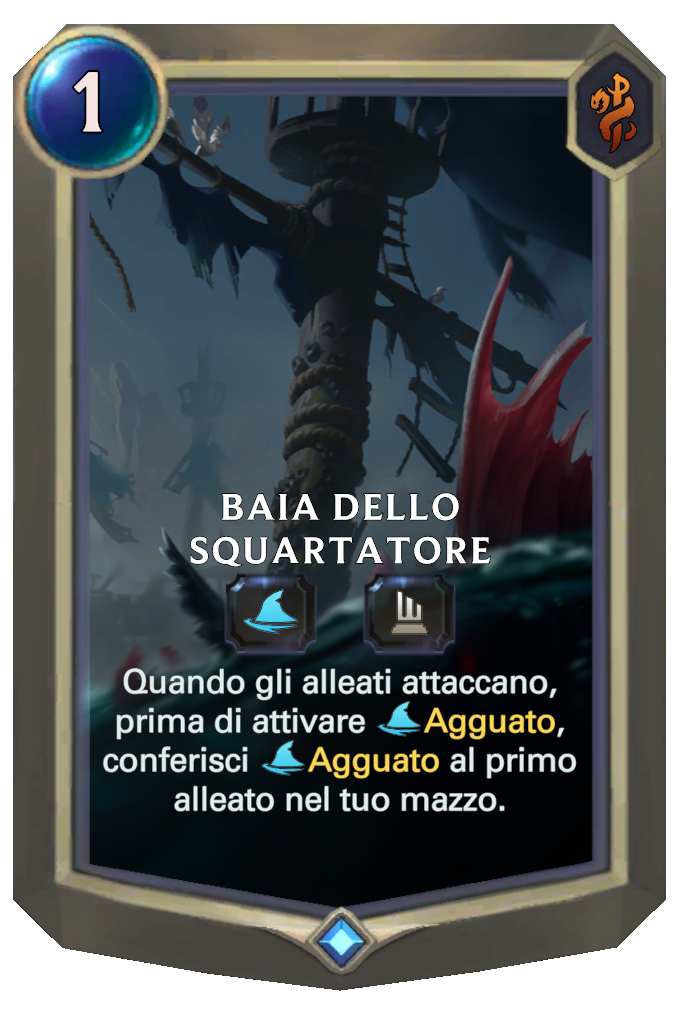 1
BAIA DELLO
SQUARTATORE
Quando gli alleati attaccano,
prima di attivare Agguato,
conferisci Agguato al primo
alleato nel tuo mazzo.